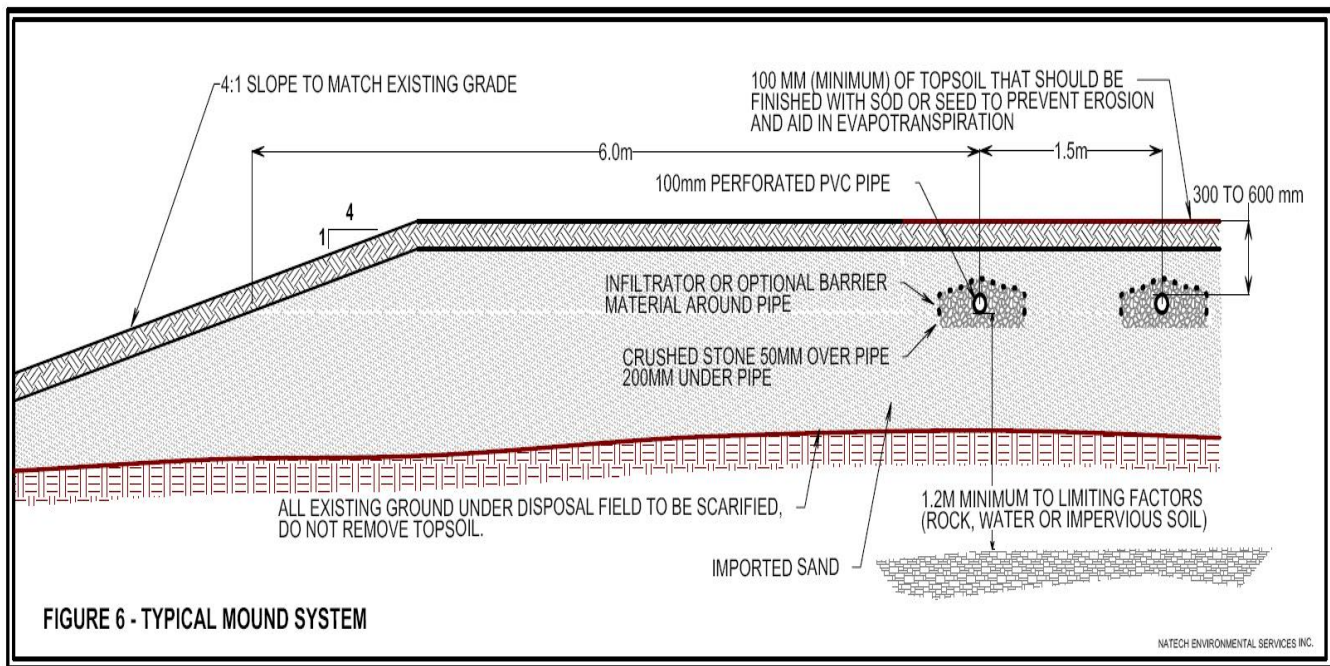 4:1 SLOPE TO MATCH EXISTING GRADE
100 MM (MINIMUM) OF TOPSOIL THAT SHOULD BE
FINISHED WITH SOD OR SEED TO PREVENT EROSION
AND AID IN EVAPOTRANSPIRATION
6.0m
1.5m
100mm PERFORATED PVC PIPE
300 TO 600 mm
4
1
INFILTRATOR OR OPTIONAL BARRIER
MATERIAL AROUND PIPE
CRUSHED STONE 50MM OVER PIPE
200MM UNDER PIPE
ALL EXISTING GROUND UNDER DISPOSAL FIELD TO BE SCARIFIED,
DO NOT REMOVE TOPSOIL.
1.2M MINIMUM TO LIMITING FACTORS
(ROCK, WATER OR IMPERVIOUS SOIL)
IMPORTED SAND
FIGURE 6 - TYPICAL MOUND SYSTEM
NATECH ENVIRONMENTAL SERVICES INC.